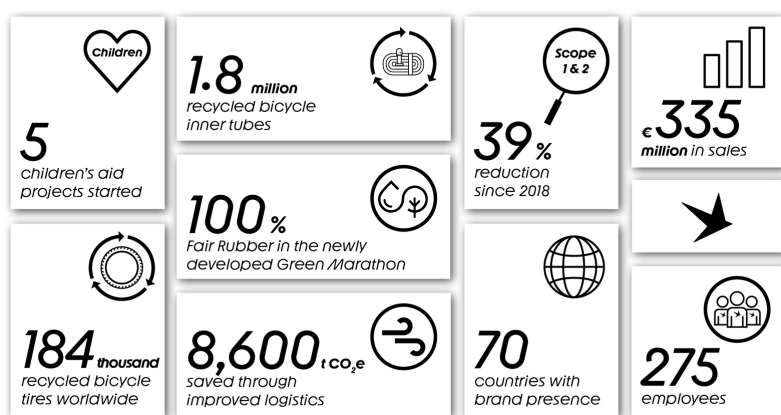 Children
5
children's aid
projects started
1.8 million
recycled bicycle
inner tubes
Scope
1 & 2
39 %
reduction
since 2018
€ 335
million in sales
100 %
Fair Rubber in the newly
developed Green Marathon
184 thousand
recycled bicycle
tires worldwide
8,600 t CO₂e
saved through
improved logistics
70
countries with
brand presence
275
employees